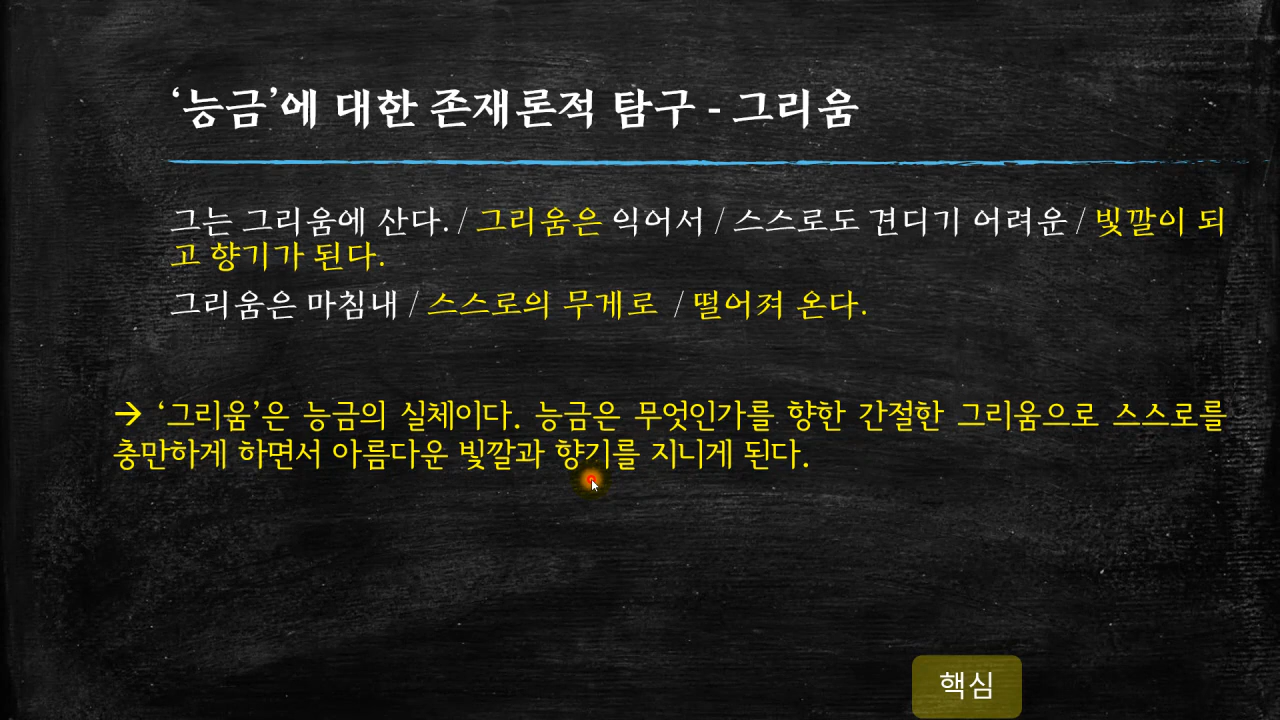 ‘능금’에 대한 존재론적 탐구 - 그리움
그는 그리움에 산다. / 그리움은 익어서 / 스스로도 견디기 어려운 / 빛깔이 되
고 향기가 된다.
그리움은 마침내 / 스스로의 무게로 / 떨어져 온다.
→ ‘그리움’은 능금의 실체이다. 능금은 무엇인가를 향한 간절한 그리움으로 스스로를
충만하게 하면서 아름다운 빛깔과 향기를 지니게 된다.
핵심